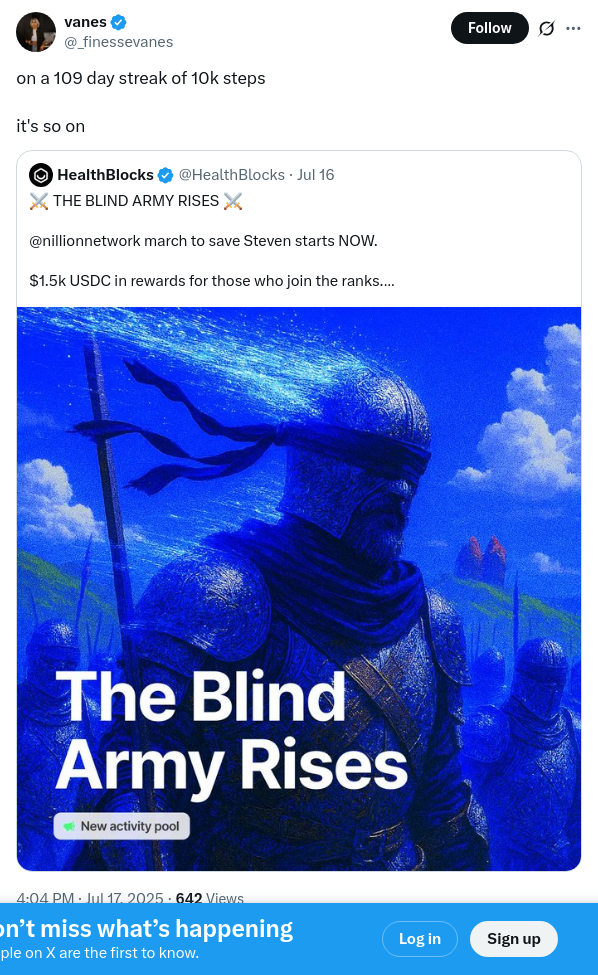 vanes
@_finessevanes
Follow
on a 109 day streak of 10k steps
it's so on
HealthBlocks @HealthBlocks · Jul 16
⚔️ THE BLIND ARMY RISES ⚔️
@nillionnetwork march to save Steven starts NOW.
$1.5k USDC in rewards for those who join the ranks....
The Blind
Army Rises
New activity pool
4:04 PM · Jul 17, 2025 · 642 Views
on't miss what's happening
ple on X are the first to know.
Log in
Sign up